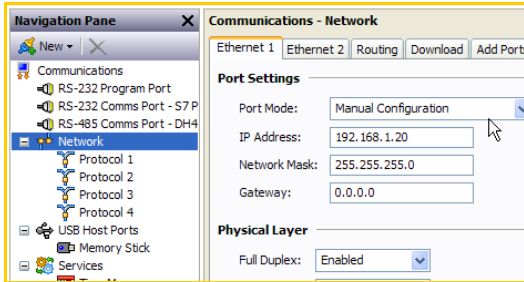 Navigation Pane
New
Communications
RS-232 Program Port
RS-232 Comms Port - S7 P
RS-485 Comms Port - DH4
Network
Protocol 1
Protocol 2
Protocol 3
Protocol 4
USB Host Ports
Memory Stick
Services
Communications - Network
Ethernet 1 Ethernet 2 Routing Download Add Ports
Port Settings
Port Mode: Manual Configuration
IP Address: 192.168.1.20
Network Mask: 255.255.255.0
Gateway: 0.0.0.0
Physical Layer
Full Duplex: Enabled